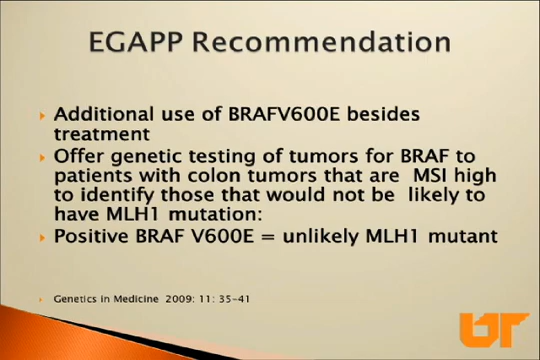 EGAPP Recommendation
Additional use of BRAFV600E besides
treatment
Offer genetic testing of tumors for BRAF to
patients with colon tumors that are MSI high
to identify those that would not be likely to
have MLH1 mutation:
Positive BRAF V600E = unlikely MLH1 mutant
Genetics in Medicine 2009: 11: 35-41
UT